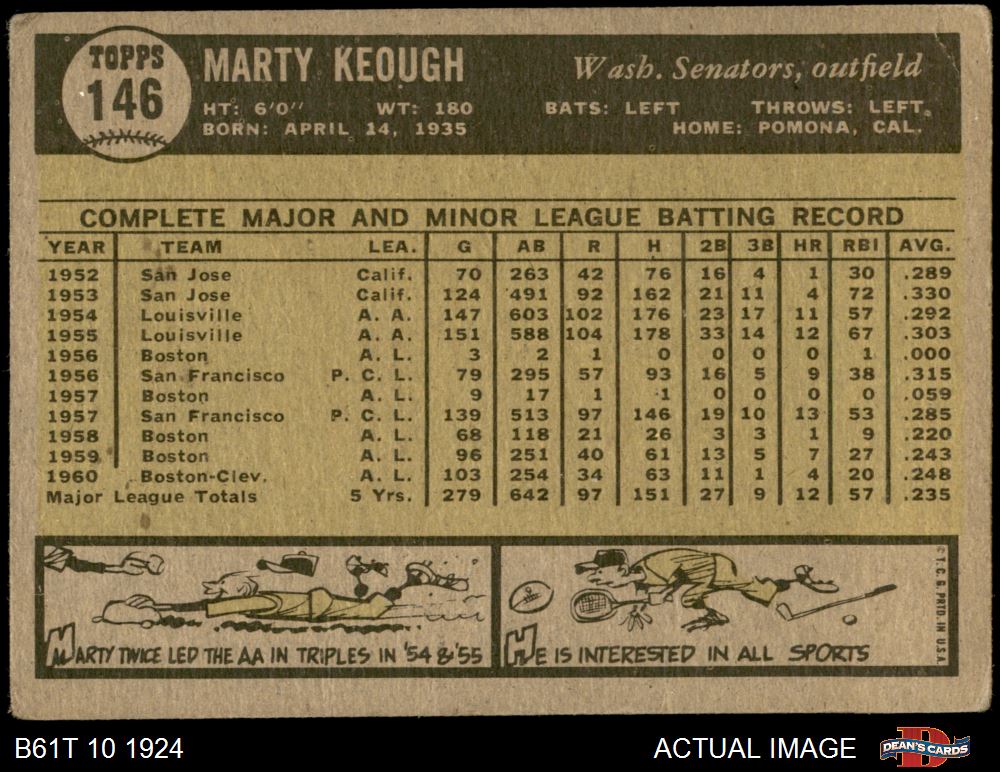 TOPPS
146
MARTY KEOUGH
Wash. Senators, outfield
HT: 6'0" WT: 180 BATS: LEFT THROWS: LEFT
BORN: APRIL 14, 1935 HOME: POMONA, CAL.
COMPLETE MAJOR AND MINOR LEAGUE BATTING RECORD
YEAR TEAM LEA. G AB R H 2B 3B HR RBI AVG.
1952 San Jose Calif. 70 263 42 76 16 4 1 30 .289
1953 San Jose Calif. 124 491 92 162 21 11 4 72 .330
1954 Louisville A. A. 147 603 102 176 23 17 11 57 .292
1955 Louisville A. A. 151 588 104 178 33 14 12 67 .303
1956 Boston A. L. 3 2 1 0 0 0 0 1 .000
1956 San Francisco P. C. L. 79 295 57 93 16 5 9 38 .315
1957 Boston A. L. 9 17 1 1 0 0 0 0 .059
1957 San Francisco P. C. L. 139 513 97 146 19 10 13 53 .285
1958 Boston A. L. 68 118 21 26 3 3 1 9 .220
1959 Boston A. L. 96 251 40 61 13 5 7 27 .243
1960 Boston-Clev. A. L. 103 254 34 63 11 1 4 20 .248
Major League Totals 5 Yrs. 279 642 97 151 27 9 12 57 .235
MARTY TWICE LED THE AA IN TRIPLES IN '54 & '55
HE IS INTERESTED IN ALL SPORTS
© T. C. G. PRTD. IN U.S.A.
B61T 10 1924
ACTUAL IMAGE
DEAN'S CARDS